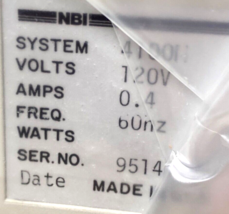 NBI
SYSTEM
VOLTS 120V
AMPS 0.4
FREQ. 60Hz
WATTS
SER.NO. 9514
Date MADE